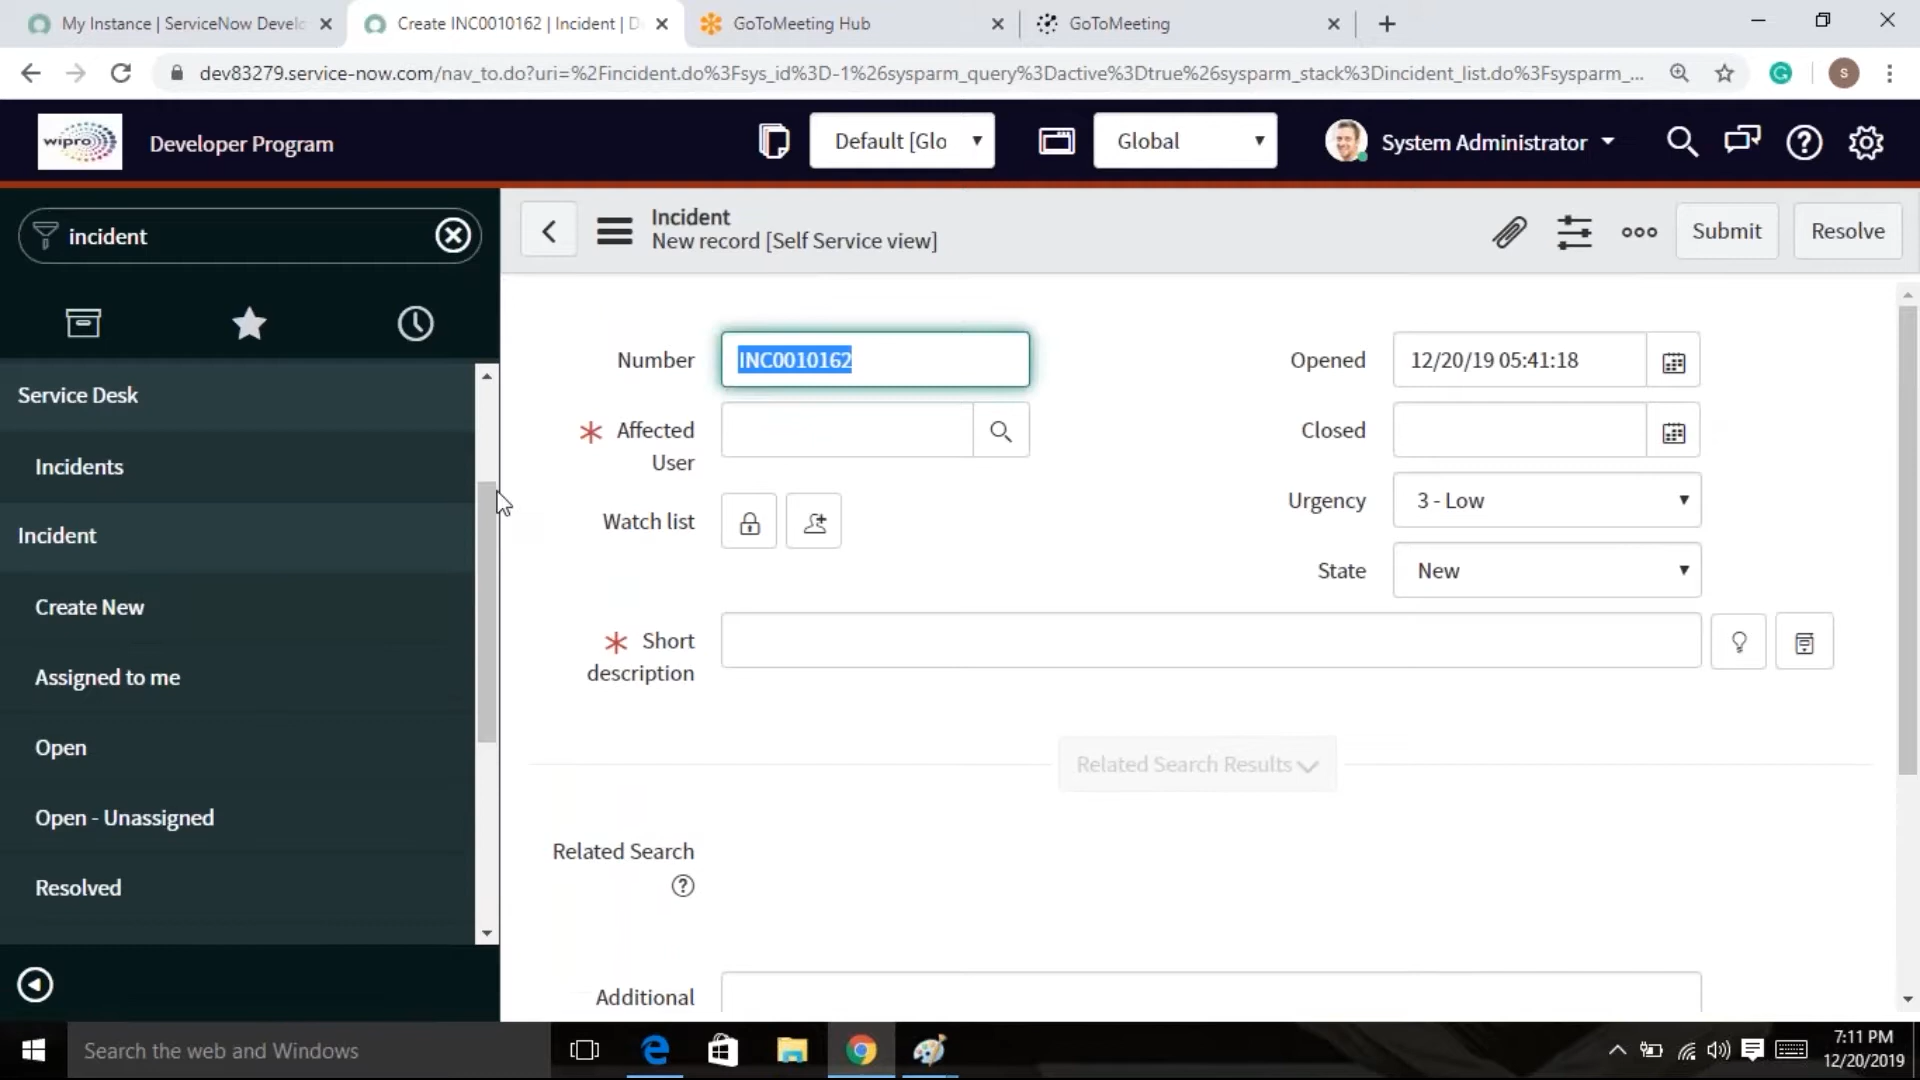 My Instance | ServiceNow Develo
Create INC0010162 | Incident | D
GoToMeeting Hub
GoToMeeting
dev83279.service-now.com/nav_to.do?uri=%2Fincident.do%3Fsys_id%3D-1%26sysparm_query%3Dactive%3Dtrue%26sysparm_stack%3Dincident_list.do%3Fsysparm_...
S
wipro
Developer Program
Default [Glo
Global
System Administrator
incident
Incident
New record [Self Service view]
Submit
Resolve
Service Desk
Incidents
Incident
Create New
Assigned to me
Open
Open - Unassigned
Resolved
Number
INC0010162
Affected
User
Watch list
Opened
12/20/19 05:41:18
Closed
Urgency
3 - Low
State
New
Short
description
Related Search Results
Related Search
Additional
Search the web and Windows
7:11 PM
12/20/2019